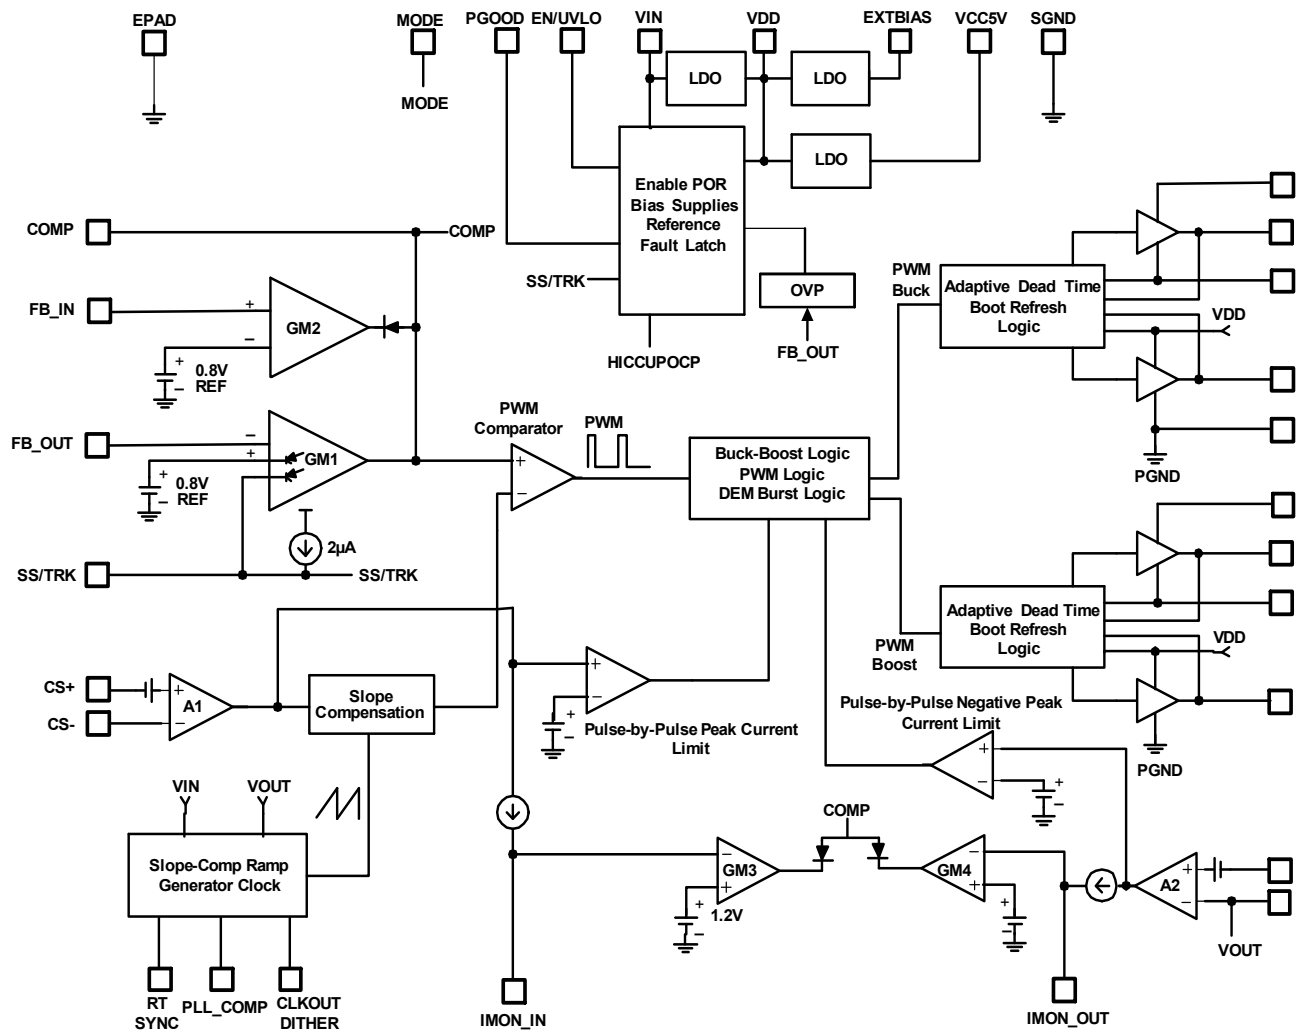 EPAD
MODE
PGOOD
EN/UVLO
VIN
VDD
EXTBIAS
VCC5V
SGND
MODE
LDO
LDO
LDO
Enable POR
Bias Supplies
Reference
Fault Latch
SS/TRK
HICCUPOCP
OVP
FB_OUT
COMP
COMP
FB_IN
+
GM2
−
+
0.8V
−
REF
FB_OUT
−
+
GM1
+
0.8V
−
REF
2µA
SS/TRK
SS/TRK
PWM
Comparator
+
−
PWM
Buck-Boost Logic
PWM Logic
DEM Burst Logic
PWM
Buck
Adaptive Dead Time
Boot Refresh
Logic
VDD
PGND
PWM
Boost
Adaptive Dead Time
Boot Refresh
Logic
VDD
PGND
CS+
+
A1
CS-
−
Slope
Compensation
+
−
+
−
Pulse-by-Pulse Peak Current
Limit
Pulse-by-Pulse Negative Peak
Current Limit
+
−
+
−
VIN
VOUT
Slope-Comp Ramp
Generator Clock
RT
SYNC
PLL_COMP
CLKOUT
DITHER
IMON_IN
COMP
−
GM3
+
+
1.2V
−
−
GM4
+
+
−
+
A2
−
VOUT
IMON_OUT